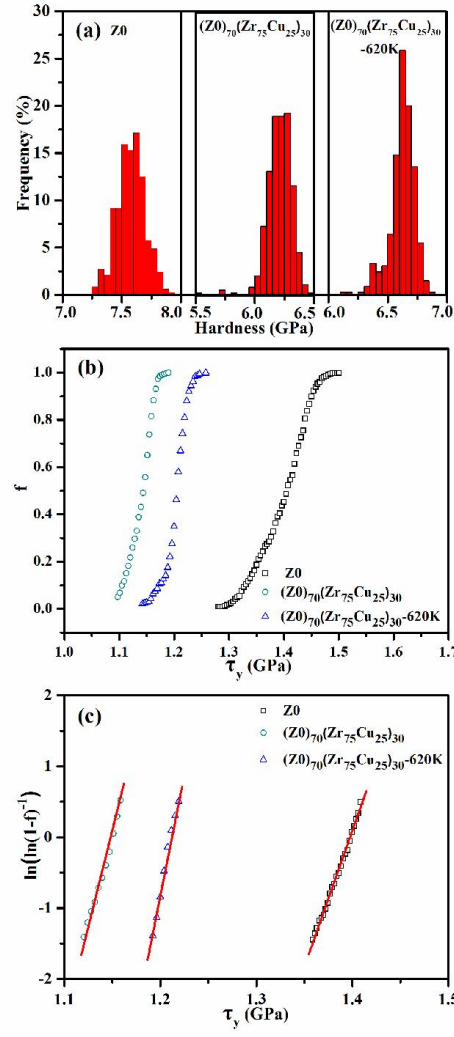 (a) Z0 (Z0)70(Zr75Cu25)30 (Z0)70(Zr75Cu25)30
-620K
Frequency (%)
30
25
20
15
10
5
0
7.0 7.5 8.0 5.5 6.0 6.5 6.0 6.5 7.0
Hardness (GPa)
(b)
f
1.0
0.8
0.6
0.4
0.2
0.0
Z0
(Z0)70(Zr75Cu25)30
(Z0)70(Zr75Cu25)30-620K
1.0 1.1 1.2 1.3 1.4 1.5 1.6 1.7
τy (GPa)
(c)
Z0
(Z0)70(Zr75Cu25)30
(Z0)70(Zr75Cu25)30-620K
ln(ln(1-f)-1)
2
1
0
-1
-2
1.1 1.2 1.3 1.4 1.5
τy (GPa)